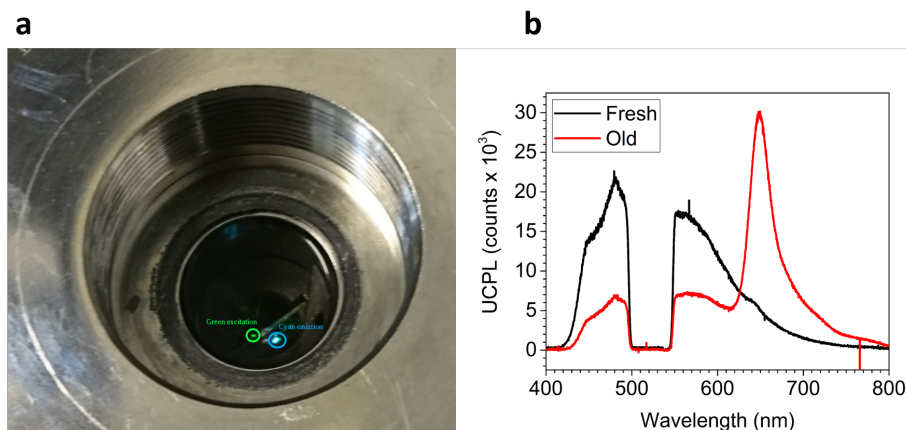 a
b
Green excitution
Cyan emission
Fresh
Old
UCPL (counts x 10³)
30
25
20
15
10
5
0
400
500
600
700
800
Wavelength (nm)